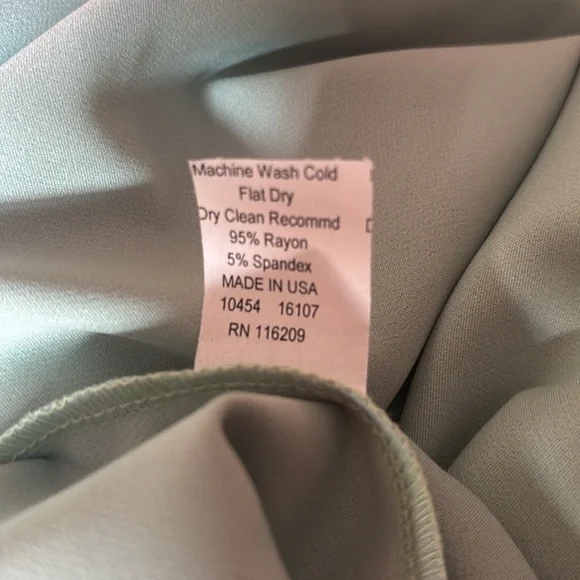 Machine Wash Cold
Flat Dry
Dry Clean Recommd
95% Rayon
5% Spandex
MADE IN USA
10454 16107
RN 116209